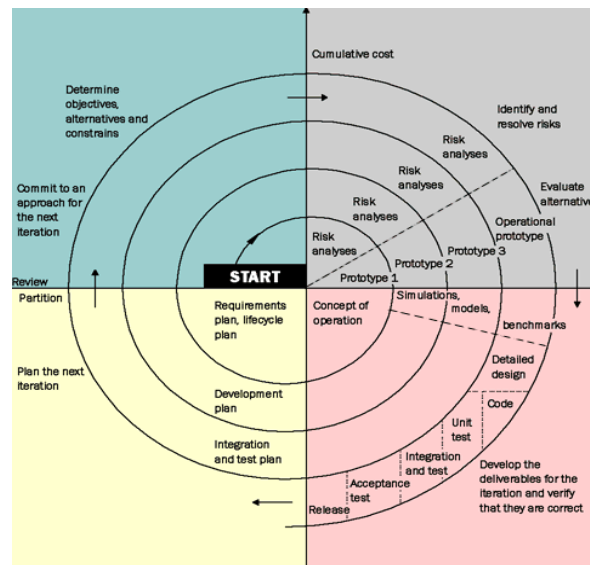 Cumulative cost
Determine
objectives,
alternatives and
constrains
Identify and
resolve risks
Risk
analyses
Risk
analyses
Commit to an
approach for the
next iteration
Evaluate
alternative
Risk
analyses
Operational
prototype
Risk
analyses
Prototype 3
Prototype 2
START
Prototype 1
Review
Partition
Requirements
plan, lifecycle
plan
Concept of
operation
Simulations,
models,
benchmarks
Plan the next
iteration
Detailed
design
Development
plan
Code
Unit
test
Integration
and test plan
Integration
and test
Develop the
deliverables for the
iteration and verify
that they are correct
Acceptance
test
Release